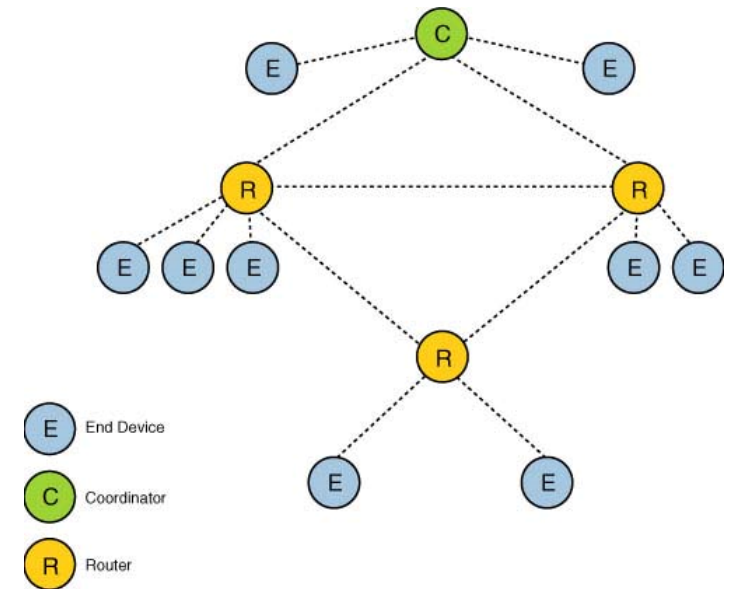 C
E E
R R
E E E E E
R
E End Device
E E
C Coordinator
R Router